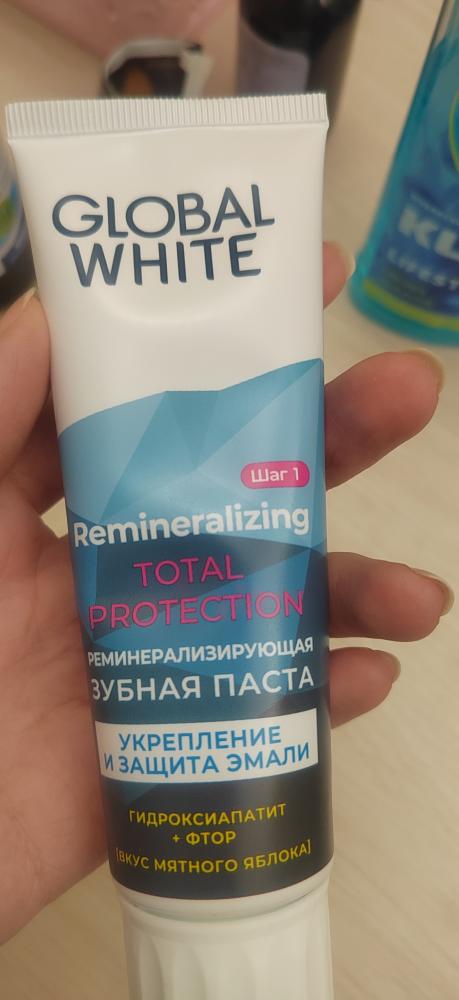 GLOBAL
WHITE
Шаг 1
Remineralizing
TOTAL
PROTECTION
РЕМИНЕРАЛИЗИРУЮЩАЯ
ЗУБНАЯ ПАСТА
УКРЕПЛЕНИЕ
И ЗАЩИТА ЭМАЛИ
ГИДРОКСИАПАТИТ
+ ФТОР
[ВКУС МЯТНОГО ЯБЛОКА]